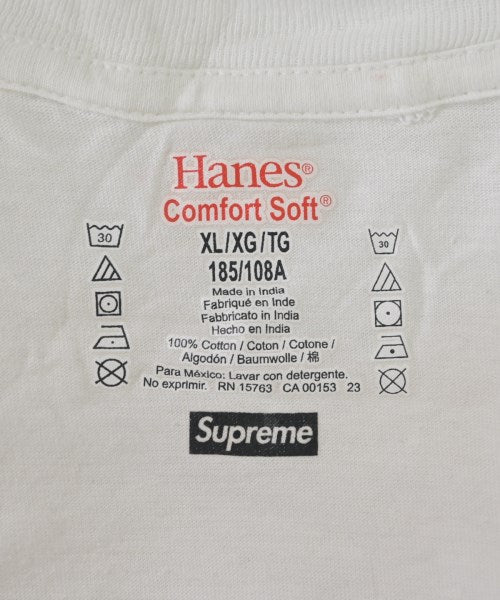 Hanes®
Comfort Soft®
30 XL/XG/TG 30
185/108A
Made in India
Fabriqué en Inde
Fabbricato in India
Hecho en India
100% Cotton / Coton / Cotone /
Algodón / Baumwolle / 棉
Para México: Lavar con detergente.
No exprimir. RN 15763 CA 00153 23
Supreme